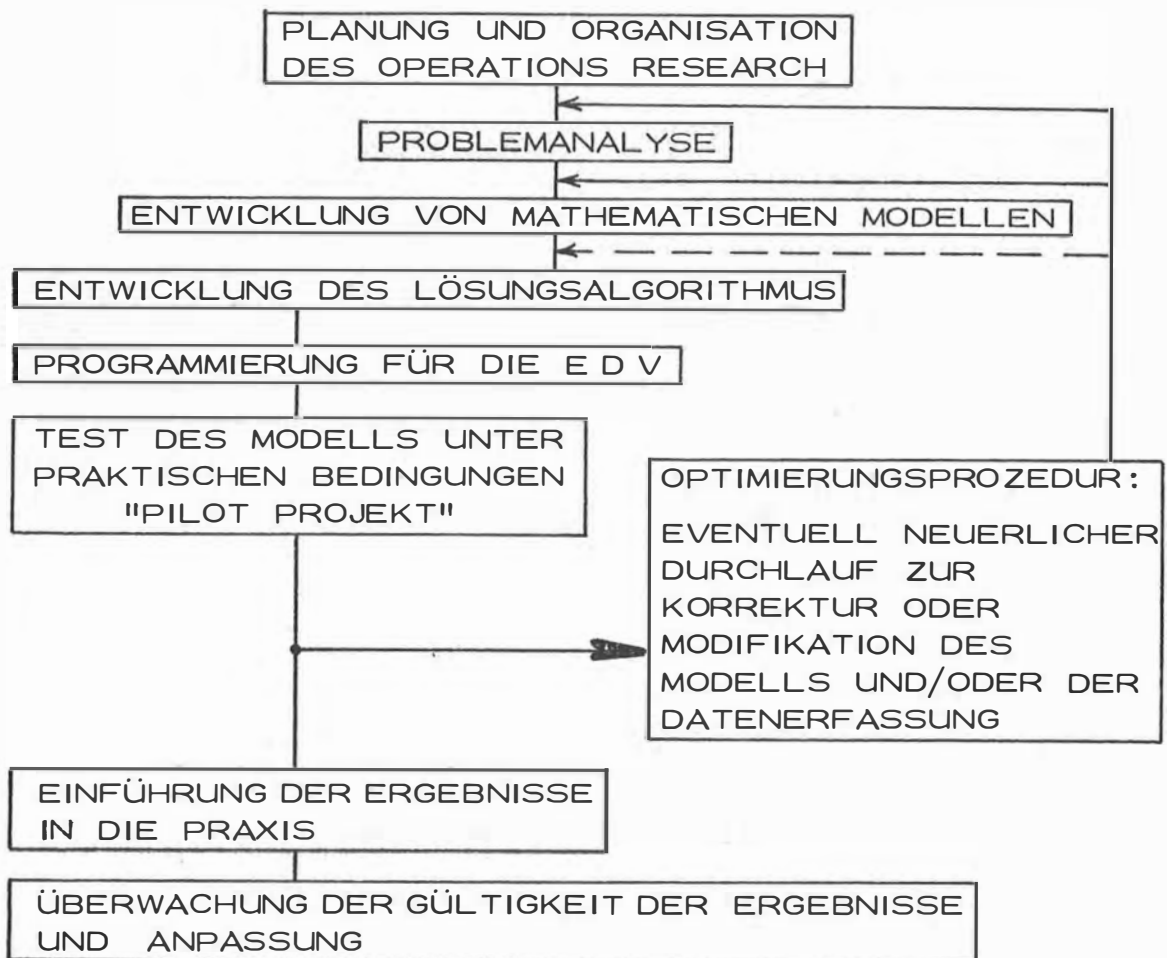 PLANUNG UND ORGANISATION
DES OPERATIONS RESEARCH
PROBLEMANALYSE
ENTWICKLUNG VON MATHEMATISCHEN MODELLEN
ENTWICKLUNG DES LÖSUNGSALGORITHMUS
PROGRAMMIERUNG FÜR DIE E D V
TEST DES MODELLS UNTER
PRAKTISCHEN BEDINGUNGEN
"PILOT PROJEKT"
OPTIMIERUNGSPROZEDUR:
EVENTUELL NEUERLICHER
DURCHLAUF ZUR
KORREKTUR ODER
MODIFIKATION DES
MODELLS UND/ODER DER
DATENERFASSUNG
EINFÜHRUNG DER ERGEBNISSE
IN DIE PRAXIS
ÜBERWACHUNG DER GÜLTIGKEIT DER ERGEBNISSE
UND ANPASSUNG